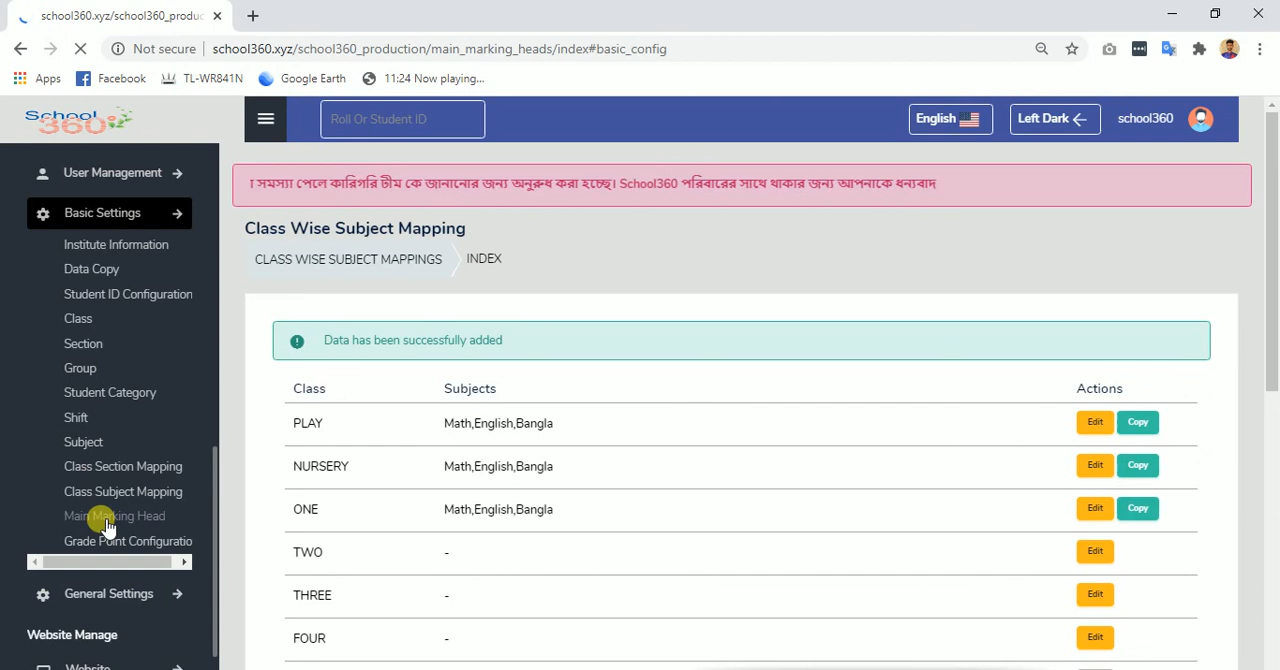 school360.xyz/school360_produc
Not secure school360.xyz/school360_production/main_marking_heads/index#basic_config
Apps Facebook TL-WR841N Google Earth 11:24 Now playing...
School 360
Roll Or Student ID
English
Left Dark
school360
User Management
া সমস্যা পেলে কারিগরি টীম কে জানানোর জন্য অনুরুধ করা হচ্ছে। School360 পরিবারের সাথে থাকার জন্য আপনাকে ধন্যবাদ
Basic Settings
Institute Information
Data Copy
Student ID Configuration
Class
Section
Group
Student Category
Shift
Subject
Class Section Mapping
Class Subject Mapping
Main Marking Head
Grade Point Configuratio
General Settings
Website Manage
Website
Class Wise Subject Mapping
CLASS WISE SUBJECT MAPPINGS INDEX
Data has been successfully added
Class Subjects Actions
PLAY Math,English,Bangla Edit Copy
NURSERY Math,English,Bangla Edit Copy
ONE Math,English,Bangla Edit Copy
TWO - Edit
THREE - Edit
FOUR - Edit